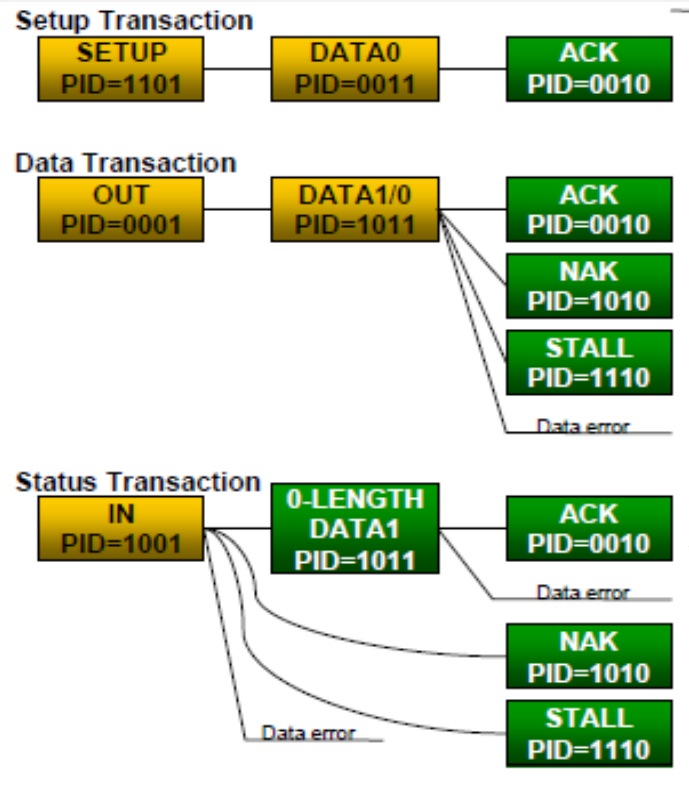 Setup Transaction
SETUP
PID=1101
DATA0
PID=0011
ACK
PID=0010
Data Transaction
OUT
PID=0001
DATA1/0
PID=1011
ACK
PID=0010
NAK
PID=1010
STALL
PID=1110
Data error
Status Transaction
IN
PID=1001
0-LENGTH
DATA1
PID=1011
ACK
PID=0010
Data error
NAK
PID=1010
STALL
PID=1110
Data error